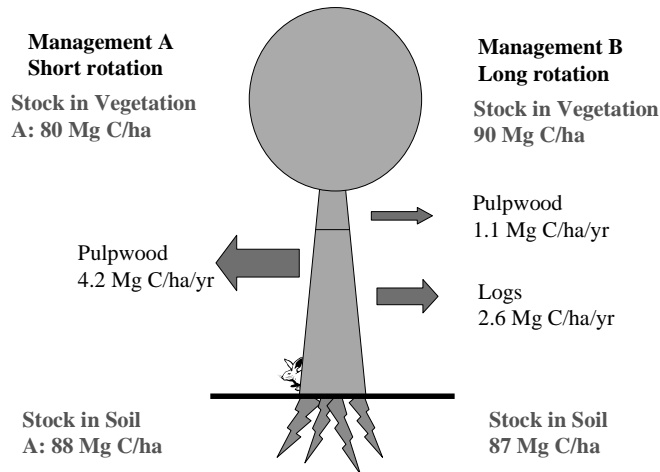 Management A
Short rotation
Stock in Vegetation
A: 80 Mg C/ha
Pulpwood
4.2 Mg C/ha/yr
Stock in Soil
A: 88 Mg C/ha
Management B
Long rotation
Stock in Vegetation
90 Mg C/ha
Pulpwood
1.1 Mg C/ha/yr
Logs
2.6 Mg C/ha/yr
Stock in Soil
87 Mg C/ha